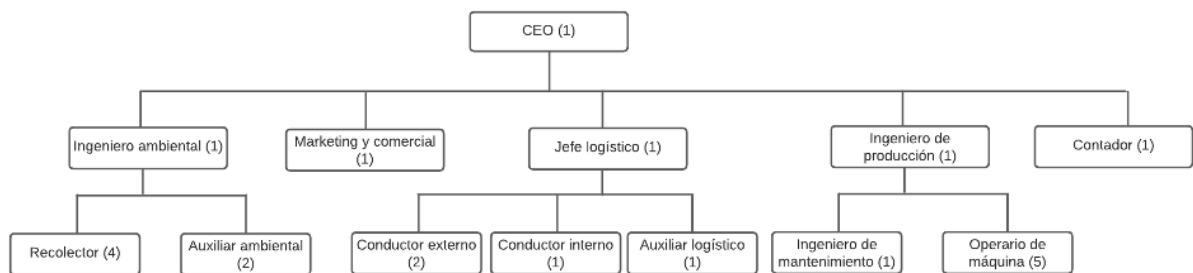 CEO (1)
Ingeniero ambiental (1)
Marketing y comercial
(1)
Jefe logístico (1)
Ingeniero de
producción (1)
Contador (1)
Recolector (4)
Auxiliar ambiental
(2)
Conductor externo
(2)
Conductor interno
(1)
Auxiliar logístico
(1)
Ingeniero de
mantenimiento (1)
Operario de
máquina (5)